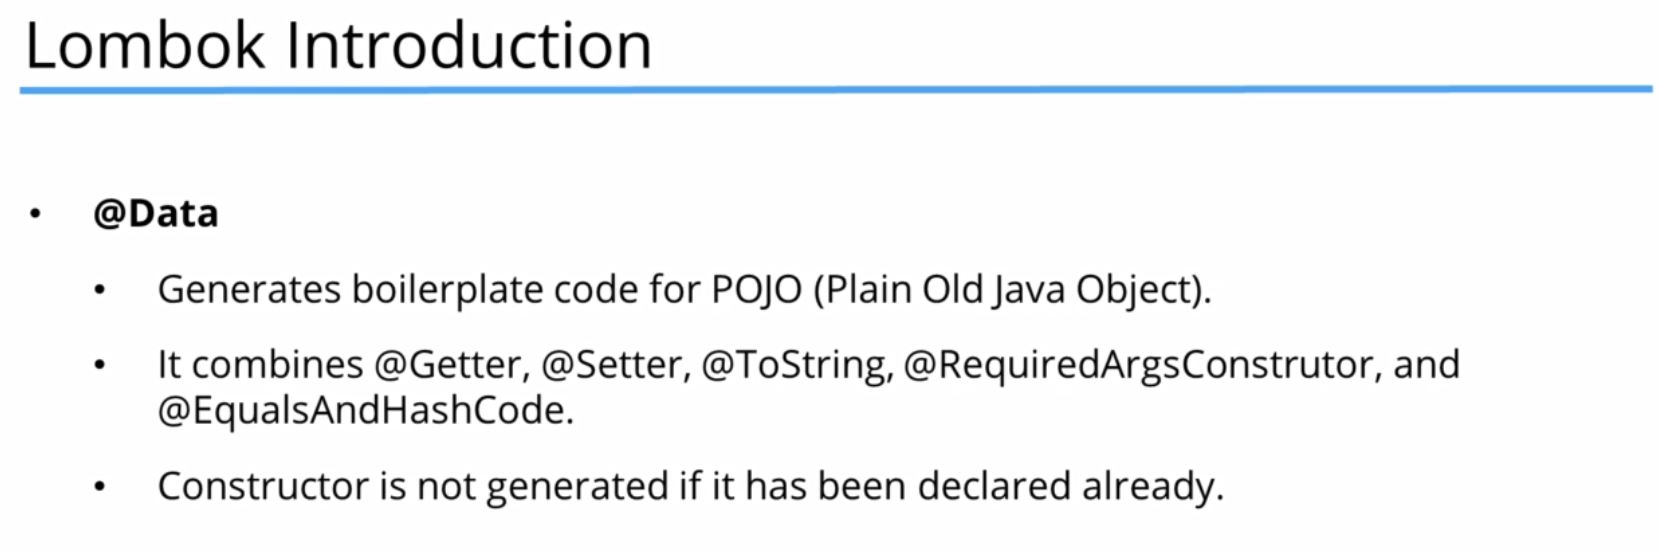 Lombok Introduction
• @Data
• Generates boilerplate code for POJO (Plain Old Java Object).
• It combines @Getter, @Setter, @ToString, @RequiredArgsConstrutor, and
@EqualsAndHashCode.
• Constructor is not generated if it has been declared already.